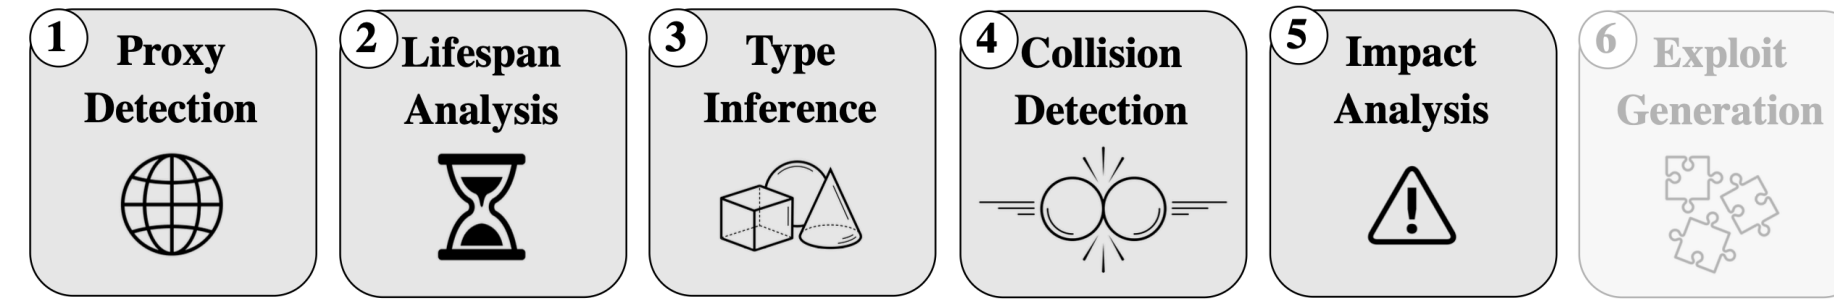 1
Proxy
Detection
2
Lifespan
Analysis
3
Type
Inference
4
Collision
Detection
5
Impact
Analysis
6
Exploit
Generation